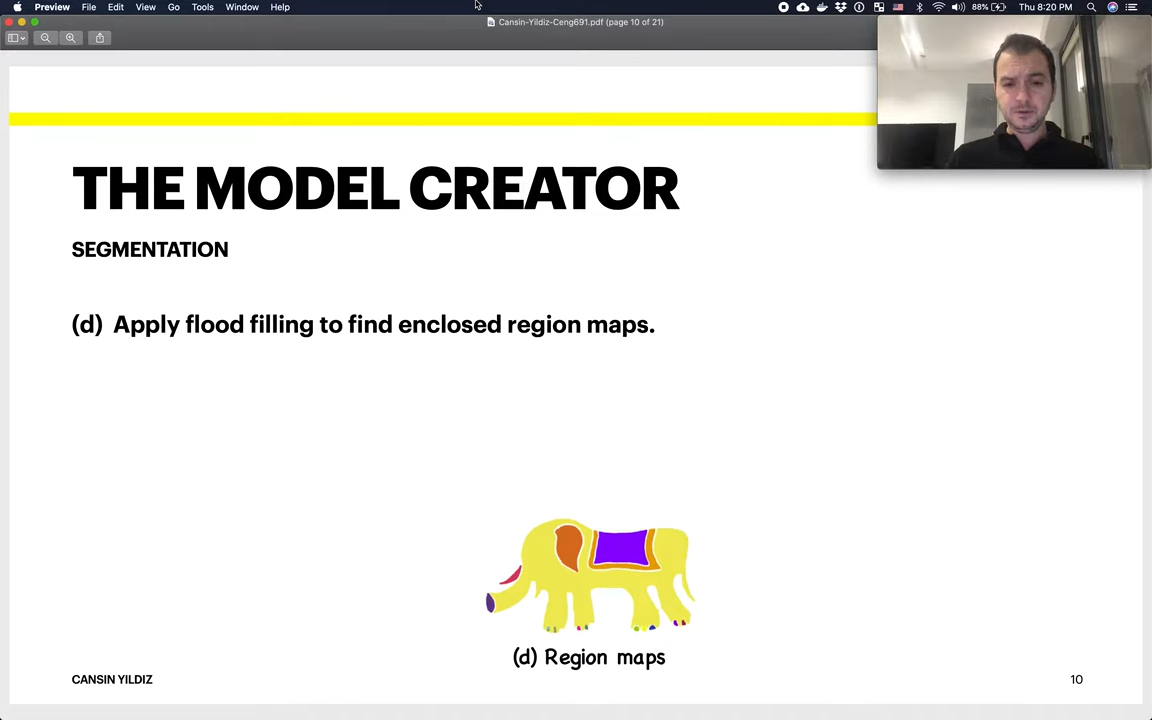 Preview File Edit View Go Tools Window Help
88% Thu 8:20 PM
Cansin-Yildiz-Ceng691.pdf (page 10 of 21)
THE MODEL CREATOR
SEGMENTATION
(d) Apply flood filling to find enclosed region maps.
(d) Region maps
CANSIN YILDIZ
10